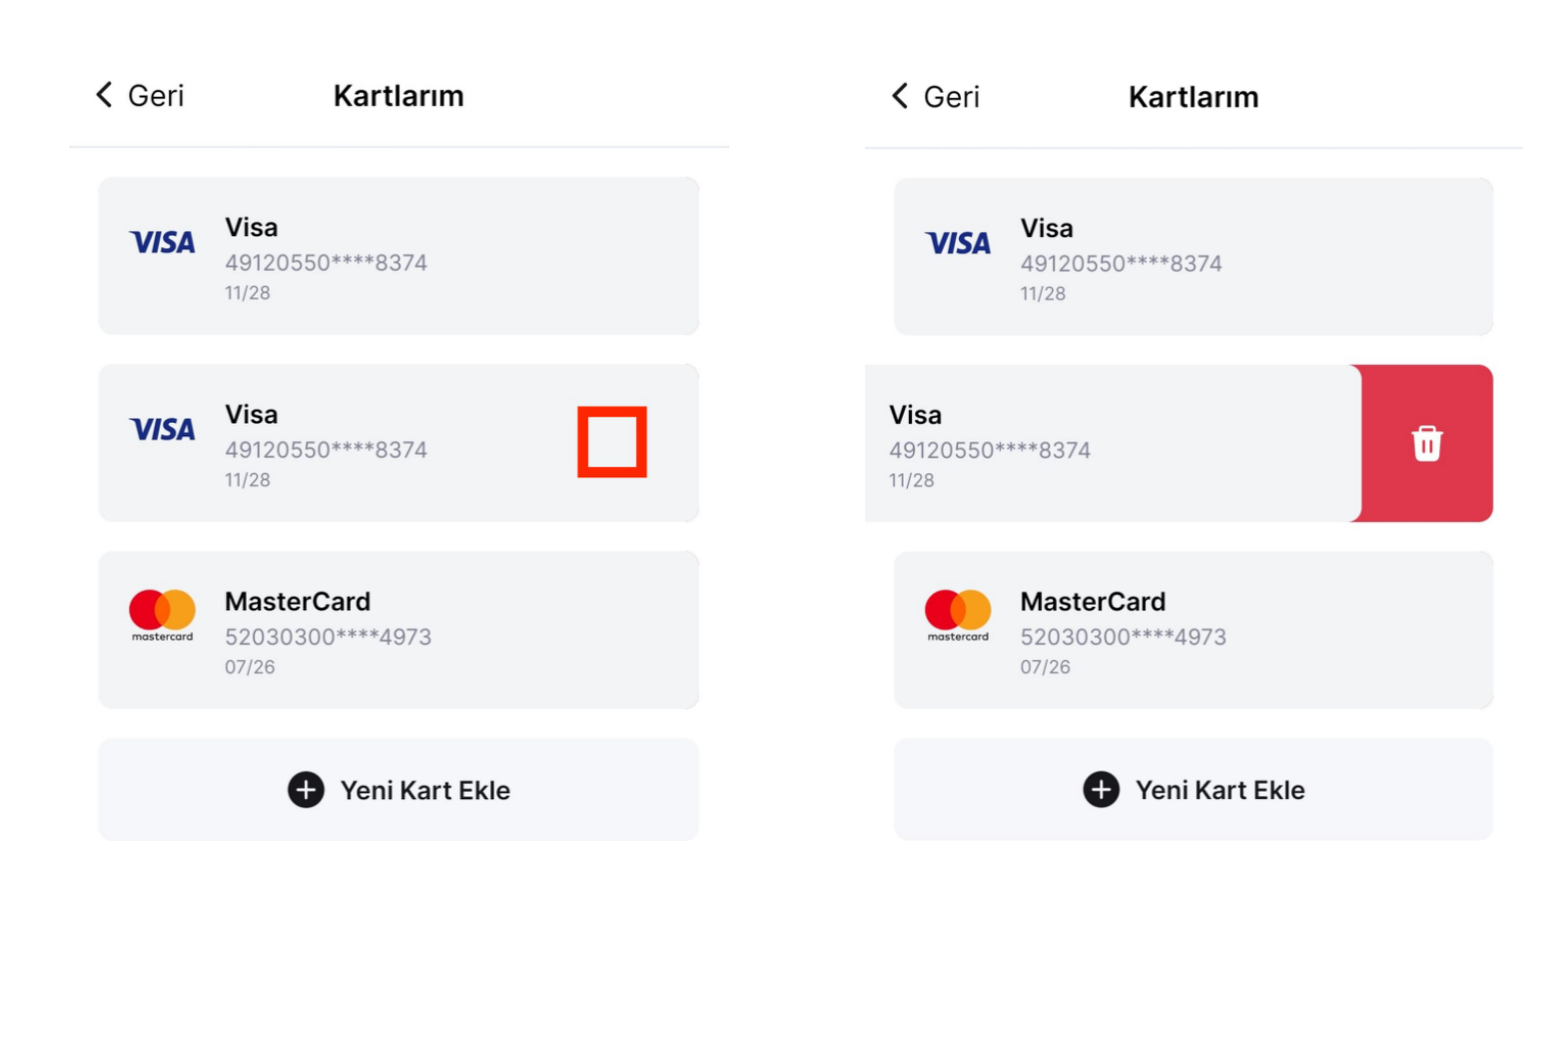 Geri
Kartlarım
VISA
Visa
49120550****8374
11/28
VISA
Visa
49120550****8374
11/28
mastercard
MasterCard
52030300****4973
07/26
Yeni Kart Ekle
Geri
Kartlarım
VISA
Visa
49120550****8374
11/28
Visa
49120550****8374
11/28
mastercard
MasterCard
52030300****4973
07/26
Yeni Kart Ekle